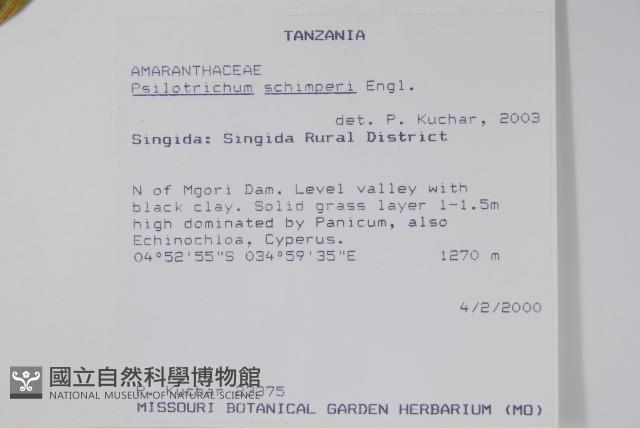 TANZANIA
AMARANTHACEAE
Psilotrichum schimperi Engl.
det. P. Kuchar, 2003
Singida: Singida Rural District
N of Mgori Dam. Level valley with
black clay. Solid grass layer 1-1.5m
high dominated by Panicum, also
Echinochloa, Cyperus.
04°52'55"S 034°59'35"E 1270 m
4/2/2000
國立自然科學博物館
NATIONAL MUSEUM OF NATURAL SCIENCE
P. Kuchar
MISSOURI BOTANICAL GARDEN HERBARIUM (MO)